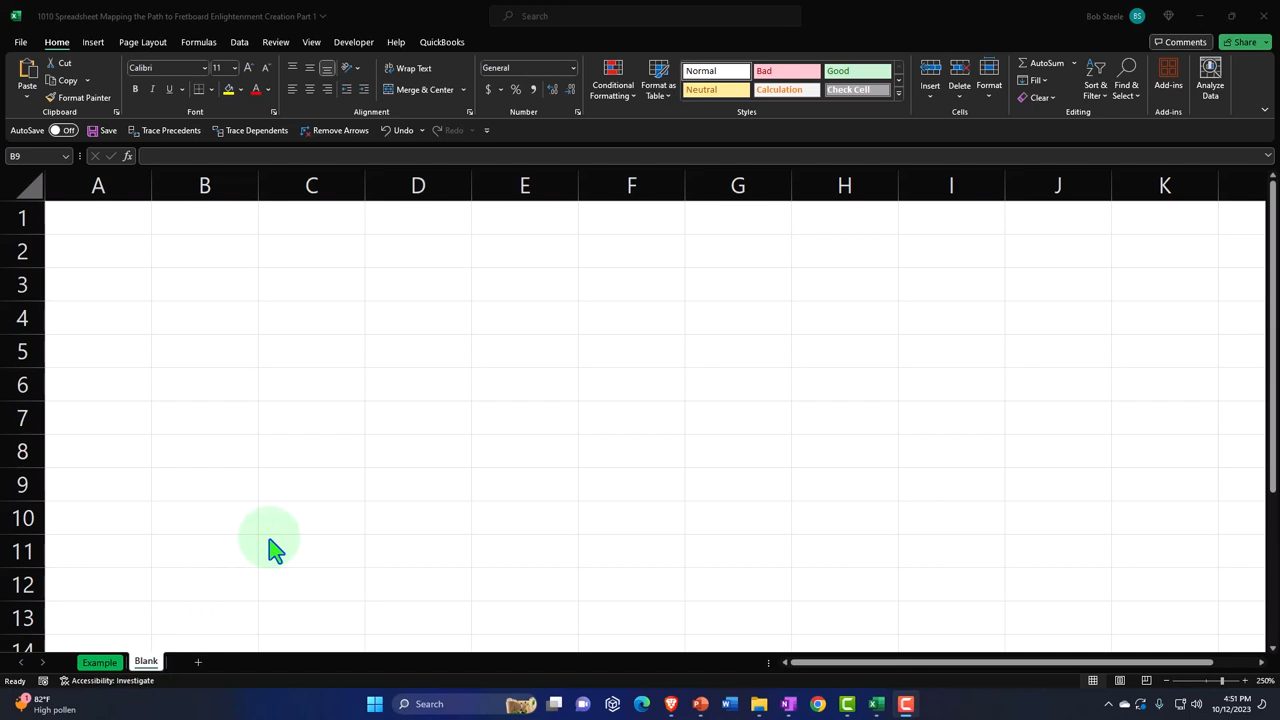 1010 Spreadsheet Mapping the Path to Fretboard Enlightenment Creation Part 1
Search
Bob Steele
BS
File Home Insert Page Layout Formulas Data Review View Developer Help QuickBooks
Comments
Share
Paste
Cut
Copy
Format Painter
Clipboard
Calibri
11
B I U
Font
Wrap Text
Merge & Center
Alignment
General
$ % 9
Number
Conditional
Formatting
Format as
Table
Normal Bad Good
Neutral Calculation Check Cell
Styles
Insert Delete Format
Cells
AutoSum
Fill
Clear
Sort &
Filter
Find &
Select
Editing
Add-ins
Add-ins
Analyze
Data
AutoSave Off Save Trace Precedents Trace Dependents Remove Arrows Undo Redo
B9
fx
A B C D E F G H I J K
1
2
3
4
5
6
7
8
9
10
11
12
13
14
Example Blank
Ready Accessibility: Investigate
250%
82°F
High pollen
Search
4:51 PM
10/12/2023